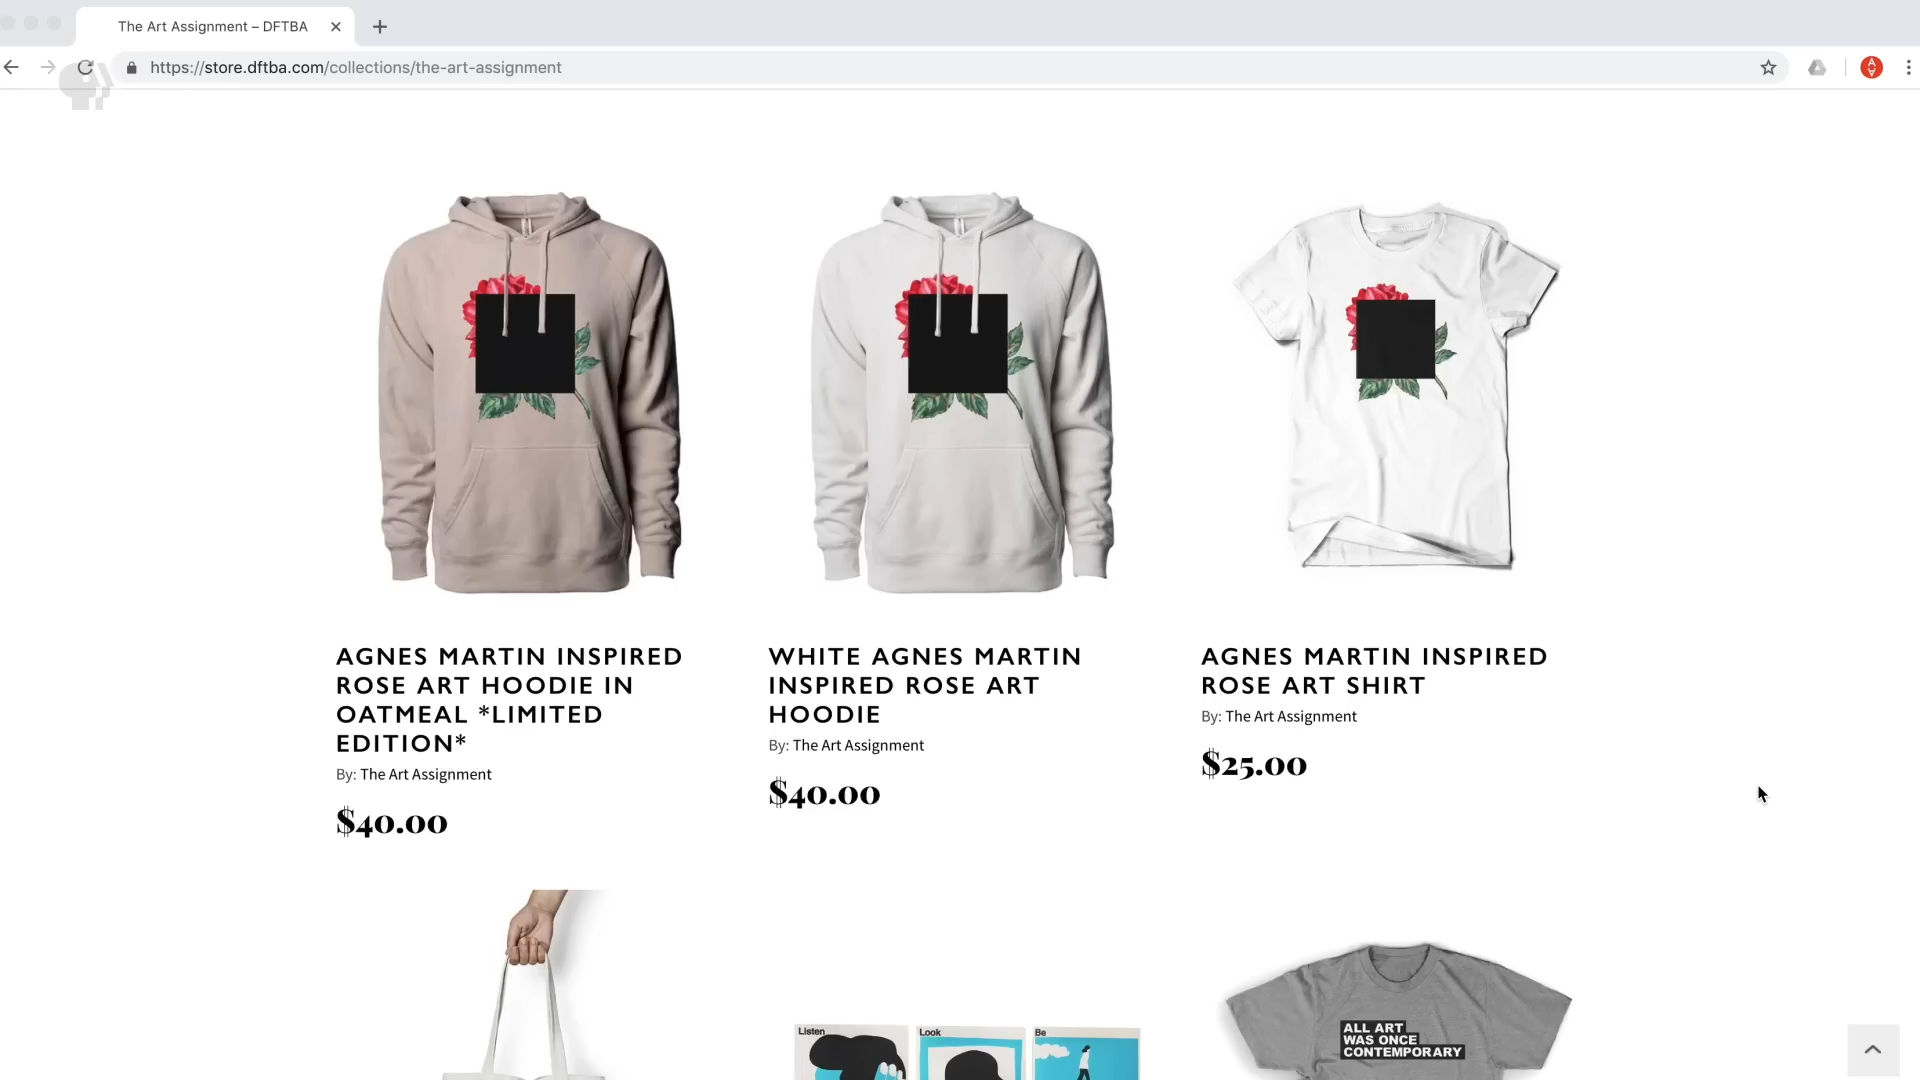 The Art Assignment – DFTBA
https://store.dftba.com/collections/the-art-assignment
AGNES MARTIN INSPIRED
ROSE ART HOODIE IN
OATMEAL *LIMITED
EDITION*
By: The Art Assignment
$40.00
WHITE AGNES MARTIN
INSPIRED ROSE ART
HOODIE
By: The Art Assignment
$40.00
AGNES MARTIN INSPIRED
ROSE ART SHIRT
By: The Art Assignment
$25.00
Listen
Look
Be
ALL ART
WAS ONCE
CONTEMPORARY